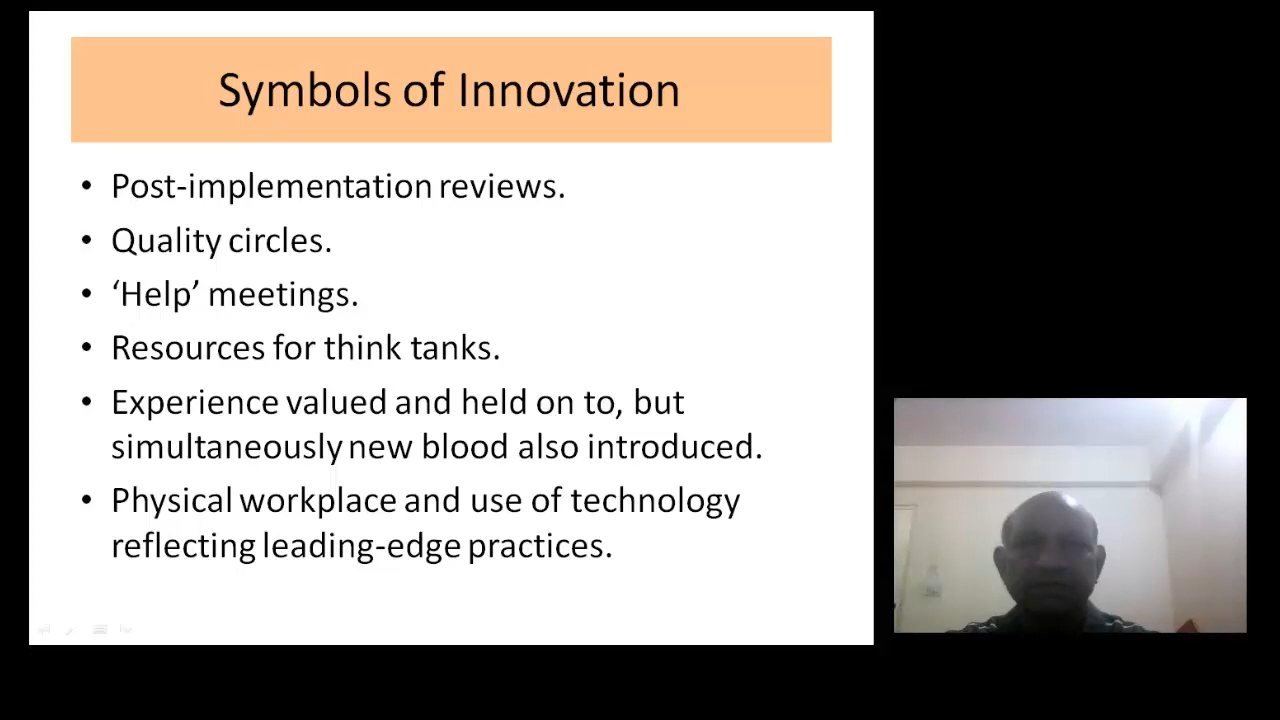 Symbols of Innovation
• Post-implementation reviews.
• Quality circles.
• ‘Help’ meetings.
• Resources for think tanks.
• Experience valued and held on to, but
simultaneously new blood also introduced.
• Physical workplace and use of technology
reflecting leading-edge practices.